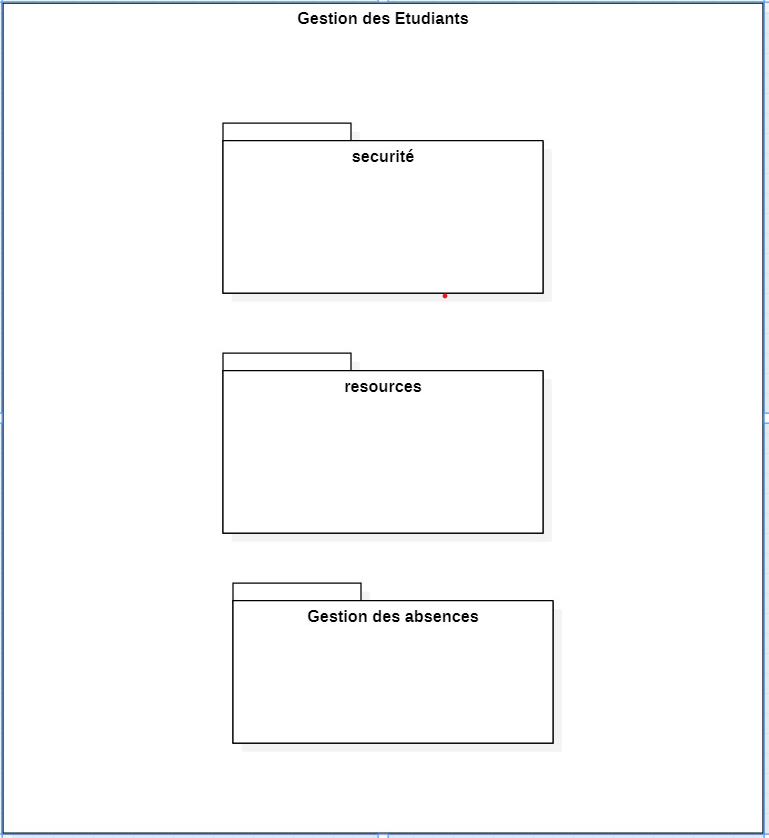 Gestion des Etudiants
securité
resources
Gestion des absences